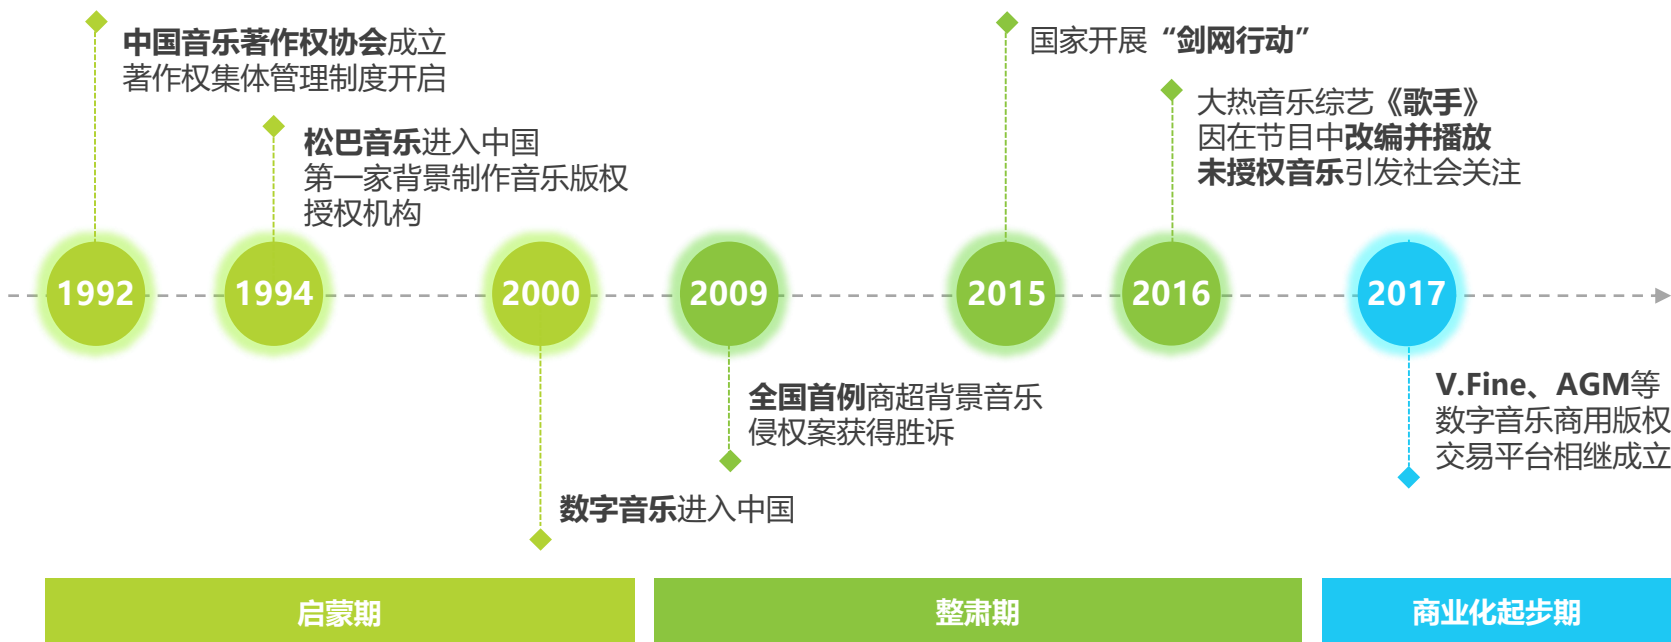 中国音乐著作权协会成立
著作权集体管理制度开启
松巴音乐进入中国
第一家背景制作音乐版权
授权机构
国家开展“剑网行动”
大热音乐综艺《歌手》
因在节目中改编并播放
未授权音乐引发社会关注
1992
1994
2000
2009
2015
2016
2017
全国首例商超背景音乐
侵权案获得胜诉
数字音乐进入中国
V.Fine、AGM等
数字音乐商用版权
交易平台相继成立
启蒙期
整肃期
商业化起步期